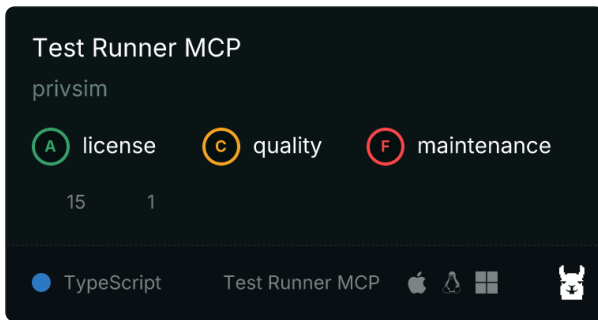 Test Runner MCP
privsim
A license C quality F maintenance
15 1
TypeScript Test Runner MCP